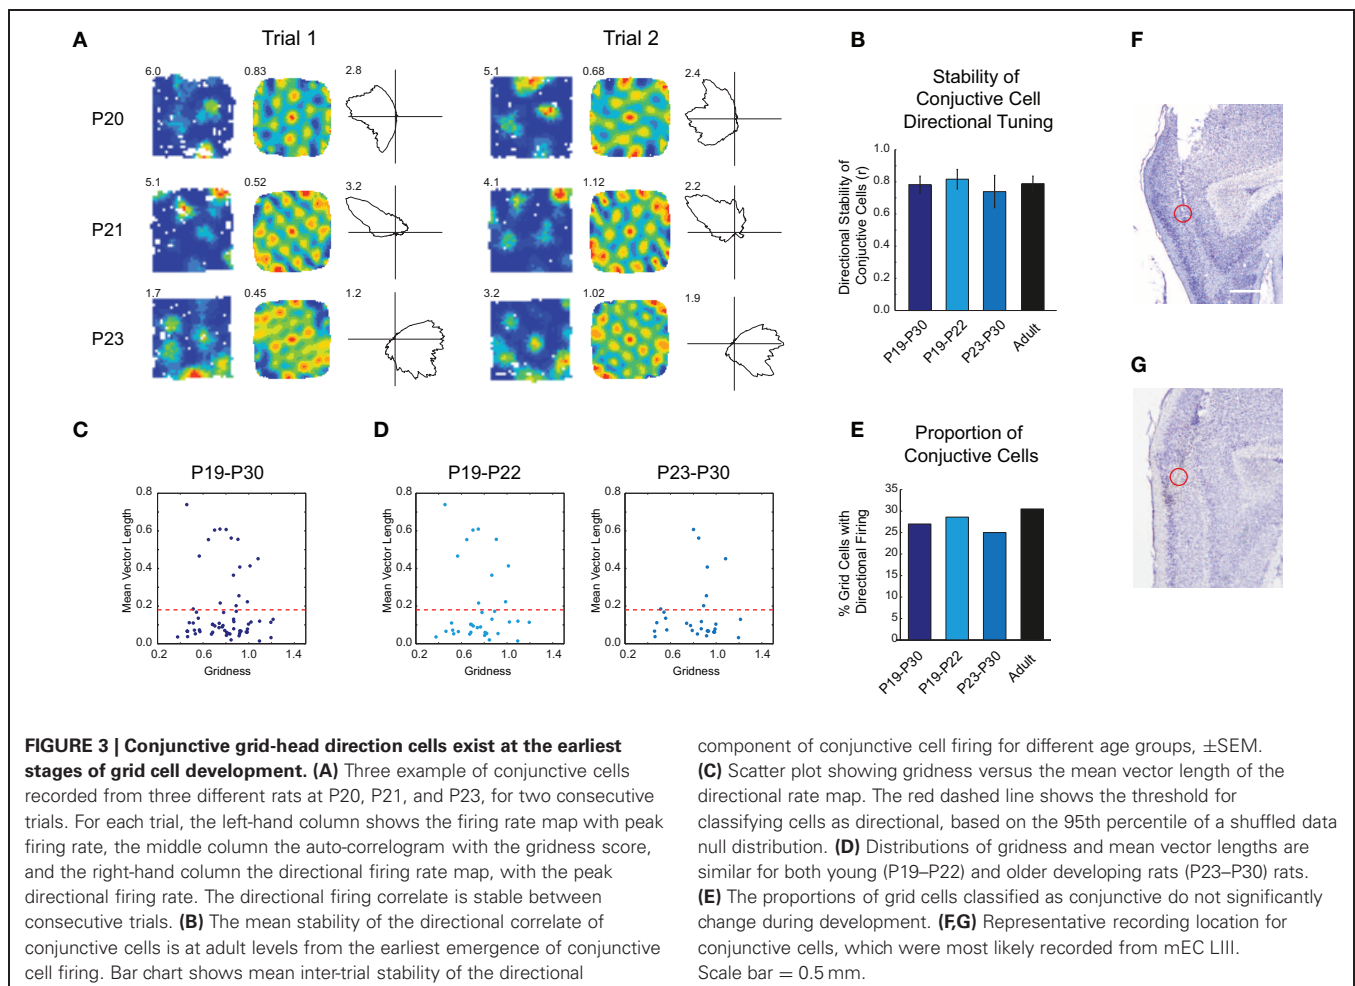 A
Trial 1
Trial 2
P20
6.0
0.83
2.8
5.1
0.68
2.4
P21
5.1
0.52
3.2
4.1
1.12
2.2
P23
1.7
0.45
1.2
3.2
1.02
1.9
B
Stability of
Conjuctive Cell
Directional Tuning
Directional Stability of
Conjuctive Cells (r)
1.0
0.8
0.6
0.4
0.2
0.0
P19-P30
P19-P22
P23-P30
Adult
F
G
C
P19-P30
Mean Vector Length
0.8
0.6
0.4
0.2
0.0
0.2
0.6
1.0
1.4
Gridness
D
P19-P22
Mean Vector Length
0.8
0.6
0.4
0.2
0.0
0.2
0.6
1.0
1.4
Gridness
P23-P30
Mean Vector Length
0.8
0.6
0.4
0.2
0.0
0.2
0.6
1.0
1.4
Gridness
E
Proportion of
Conjuctive Cells
% Grid Cells with
Directional Firing
35
30
25
20
15
10
5
0
P19-P30
P19-P22
P23-P30
Adult
FIGURE 3 | Conjunctive grid-head direction cells exist at the earliest
stages of grid cell development. (A) Three example of conjunctive cells
recorded from three different rats at P20, P21, and P23, for two consecutive
trials. For each trial, the left-hand column shows the firing rate map with peak
firing rate, the middle column the auto-correlogram with the gridness score,
and the right-hand column the directional firing rate map, with the peak
directional firing rate. The directional firing correlate is stable between
consecutive trials. (B) The mean stability of the directional correlate of
conjunctive cells is at adult levels from the earliest emergence of conjunctive
cell firing. Bar chart shows mean inter-trial stability of the directional
component of conjunctive cell firing for different age groups, ±SEM.
(C) Scatter plot showing gridness versus the mean vector length of the
directional rate map. The red dashed line shows the threshold for
classifying cells as directional, based on the 95th percentile of a shuffled data
null distribution. (D) Distributions of gridness and mean vector lengths are
similar for both young (P19–P22) and older developing rats (P23–P30) rats.
(E) The proportions of grid cells classified as conjunctive do not significantly
change during development. (F,G) Representative recording location for
conjunctive cells, which were most likely recorded from mEC LIII.
Scale bar = 0.5 mm.